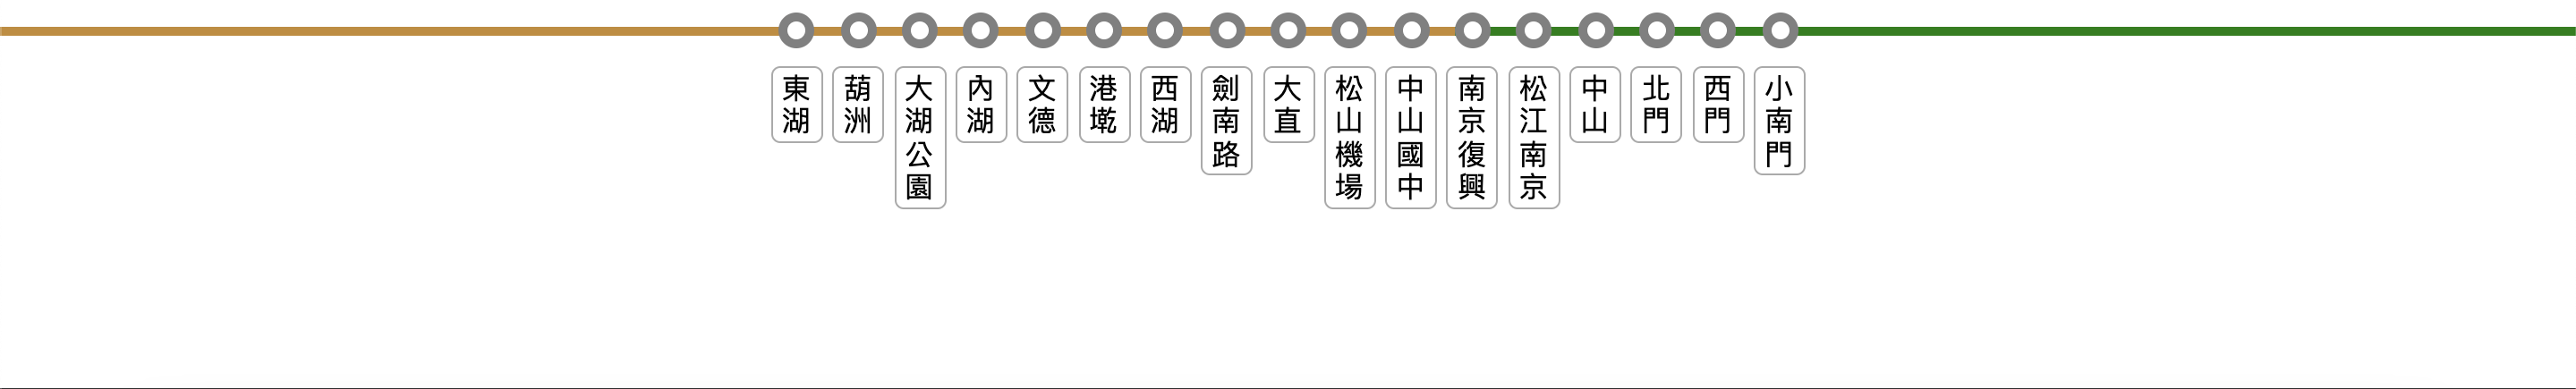 東湖
葫洲
大湖公園
內湖
文德
港墘
西湖
劍南路
大直
松山機場
中山國中
南京復興
松江南京
中山
北門
西門
小南門